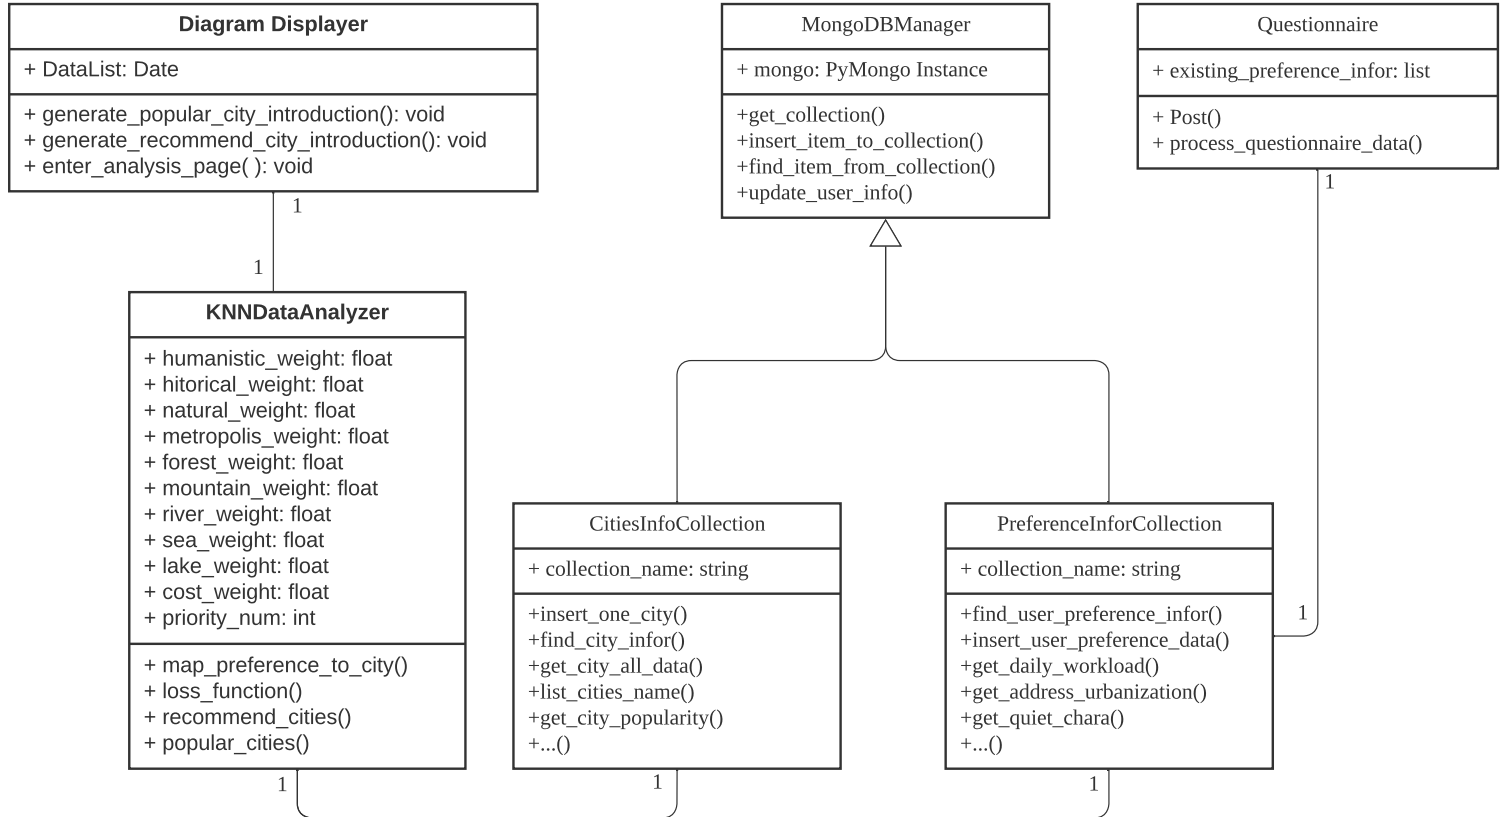 Diagram Displayer
+ DataList: Date
+ generate_popular_city_introduction(): void
+ generate_recommend_city_introduction(): void
+ enter_analysis_page( ): void
1
1
KNNDataAnalyzer
+ humanistic_weight: float
+ hitorical_weight: float
+ natural_weight: float
+ metropolis_weight: float
+ forest_weight: float
+ mountain_weight: float
+ river_weight: float
+ sea_weight: float
+ lake_weight: float
+ cost_weight: float
+ priority_num: int
+ map_preference_to_city()
+ loss_function()
+ recommend_cities()
+ popular_cities()
1
MongoDBManager
+ mongo: PyMongo Instance
+get_collection()
+insert_item_to_collection()
+find_item_from_collection()
+update_user_info()
CitiesInfoCollection
+ collection_name: string
+insert_one_city()
+find_city_infor()
+get_city_all_data()
+list_cities_name()
+get_city_popularity()
+...()
1
Questionnaire
+ existing_preference_infor: list
+ Post()
+ process_questionnaire_data()
1
1
PreferenceInforCollection
+ collection_name: string
+find_user_preference_infor()
+insert_user_preference_data()
+get_daily_workload()
+get_address_urbanization()
+get_quiet_chara()
+...()
1